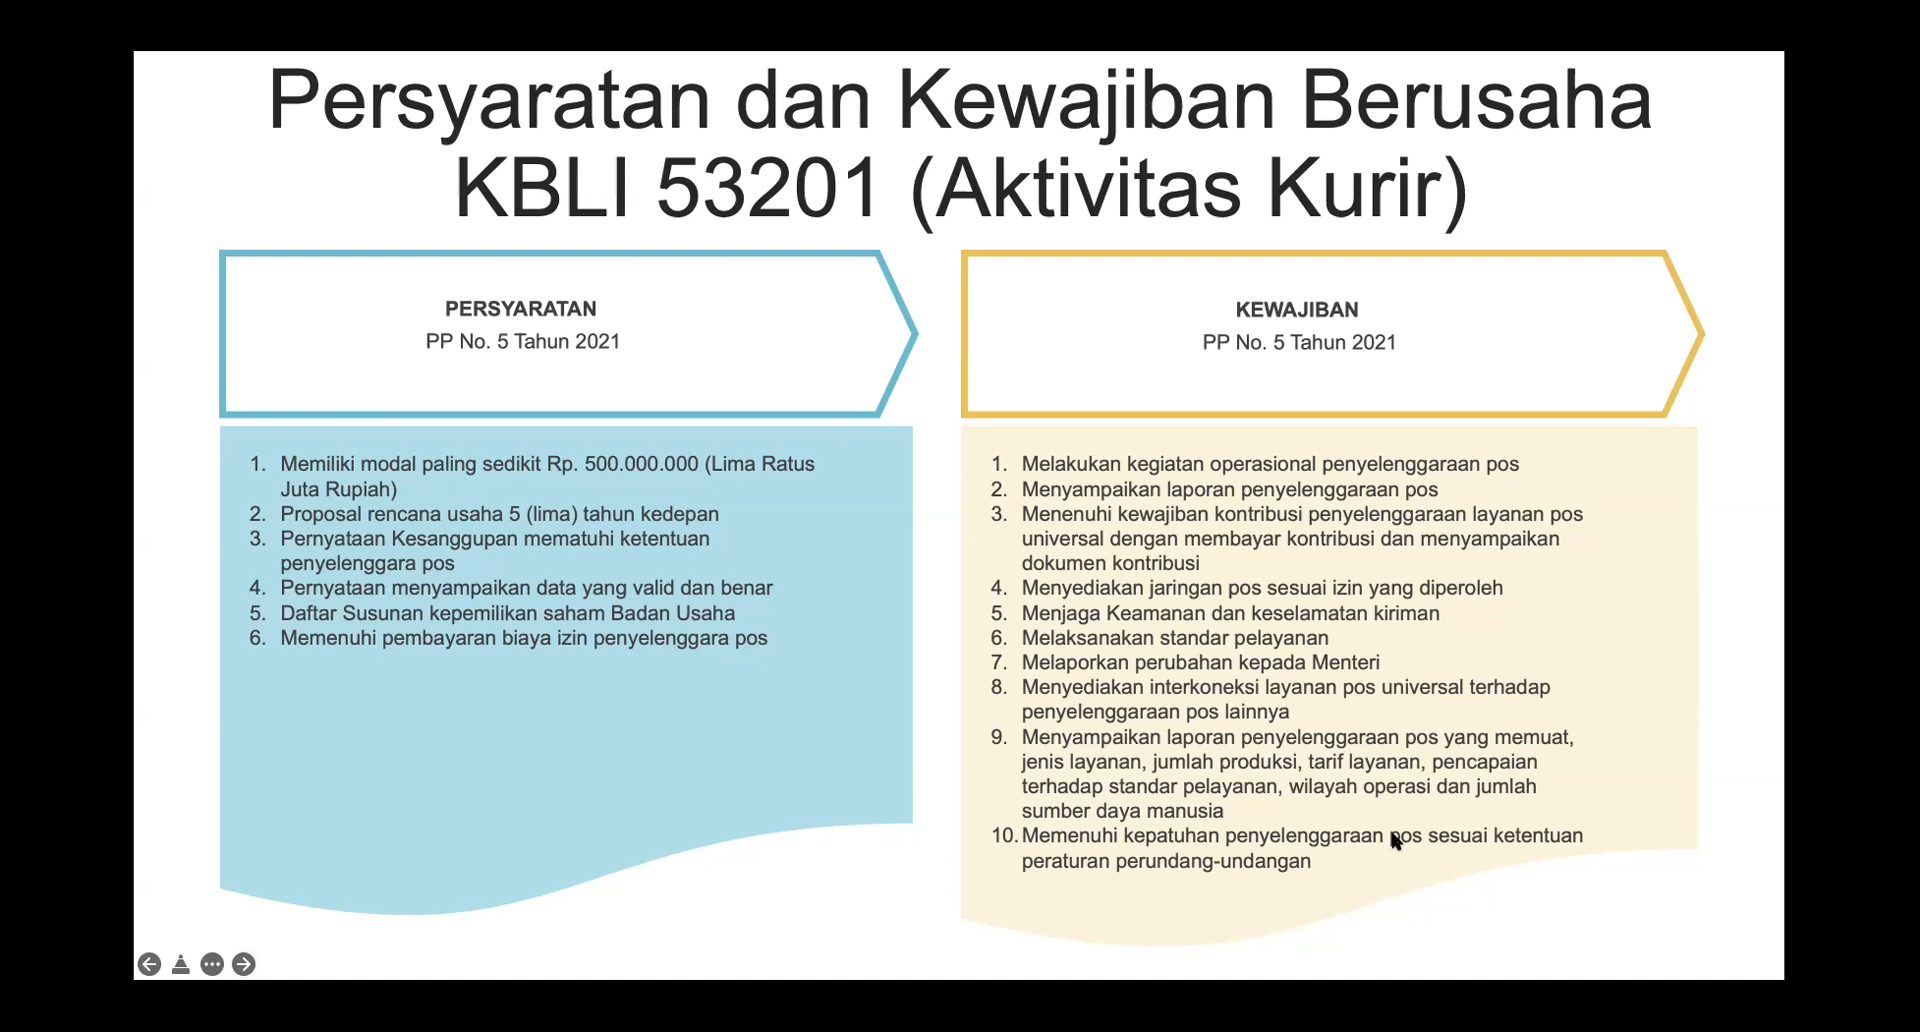 Persyaratan dan Kewajiban Berusaha
KBLI 53201 (Aktivitas Kurir)
PERSYARATAN
PP No. 5 Tahun 2021
1. Memiliki modal paling sedikit Rp. 500.000.000 (Lima Ratus
Juta Rupiah)
2. Proposal rencana usaha 5 (lima) tahun kedepan
3. Pernyataan Kesanggupan mematuhi ketentuan
penyelenggara pos
4. Pernyataan menyampaikan data yang valid dan benar
5. Daftar Susunan kepemilikan saham Badan Usaha
6. Memenuhi pembayaran biaya izin penyelenggara pos
KEWAJIBAN
PP No. 5 Tahun 2021
1. Melakukan kegiatan operasional penyelenggaraan pos
2. Menyampaikan laporan penyelenggaraan pos
3. Menenuhi kewajiban kontribusi penyelenggaraan layanan pos
universal dengan membayar kontribusi dan menyampaikan
dokumen kontribusi
4. Menyediakan jaringan pos sesuai izin yang diperoleh
5. Menjaga Keamanan dan keselamatan kiriman
6. Melaksanakan standar pelayanan
7. Melaporkan perubahan kepada Menteri
8. Menyediakan interkoneksi layanan pos universal terhadap
penyelenggaraan pos lainnya
9. Menyampaikan laporan penyelenggaraan pos yang memuat,
jenis layanan, jumlah produksi, tarif layanan, pencapaian
terhadap standar pelayanan, wilayah operasi dan jumlah
sumber daya manusia
10. Memenuhi kepatuhan penyelenggaraan pos sesuai ketentuan
peraturan perundang-undangan